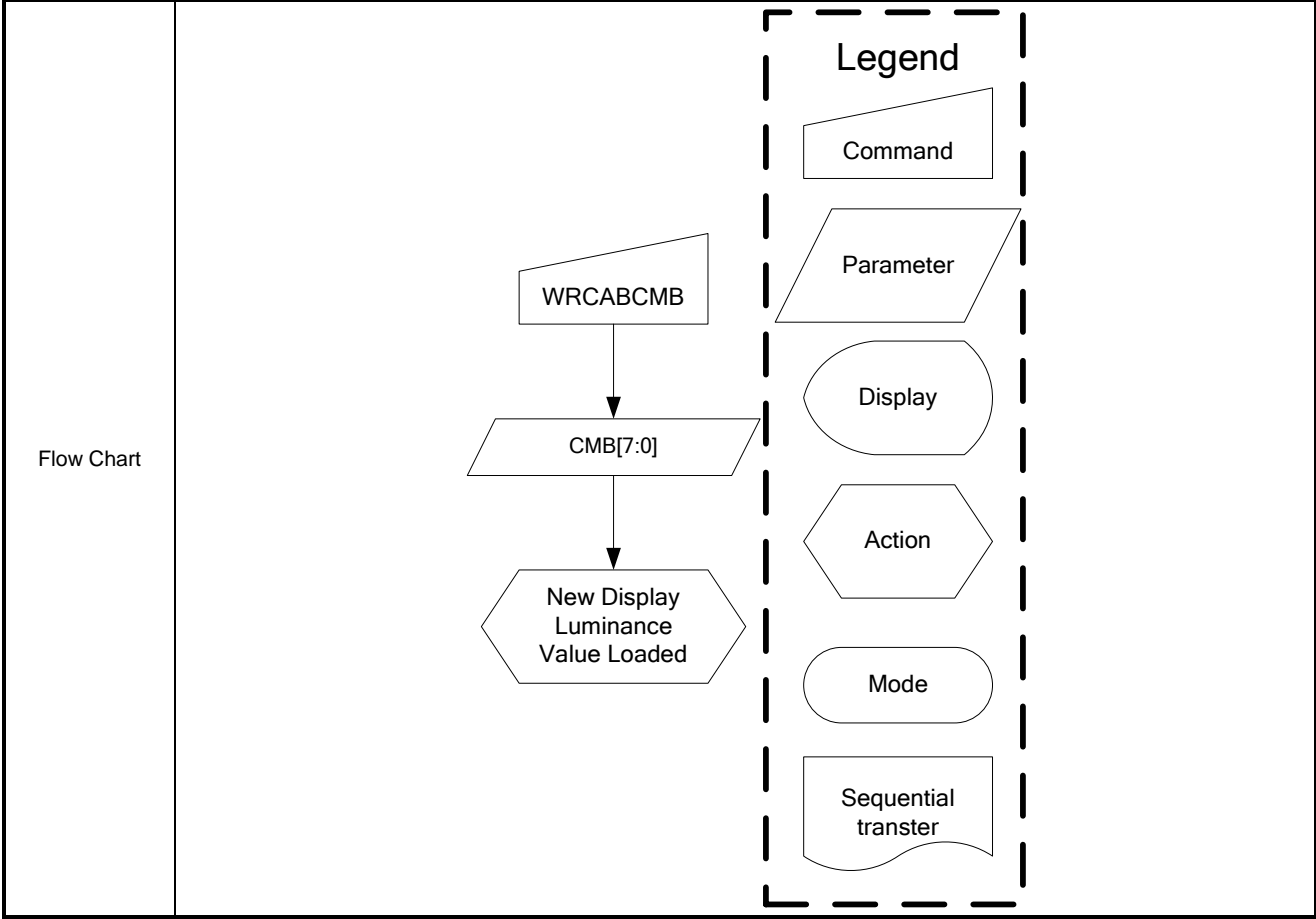 Flow Chart
WRCABCMB
CMB[7:0]
New Display
Luminance
Value Loaded
Legend
Command
Parameter
Display
Action
Mode
Sequential
transter